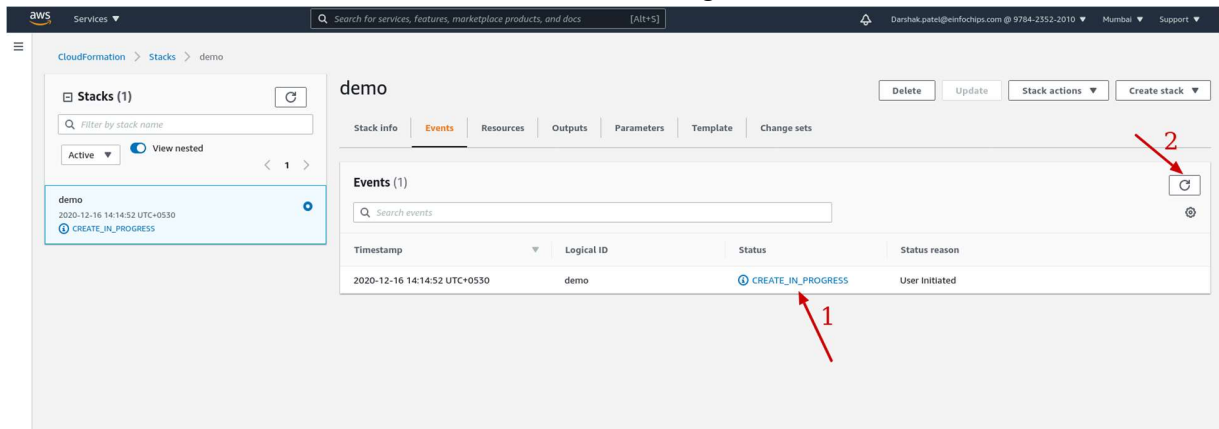 aws Services ▼ Search for services, features, marketplace products, and docs [Alt+S] Darshak.patel@einfochips.com @ 9784-2352-2010 ▼ Mumbai ▼ Support ▼
CloudFormation > Stacks > demo
Stacks (1)
Filter by stack name
Active ▼ View nested
< 1 >
demo
2020-12-16 14:14:52 UTC+0530
CREATE_IN_PROGRESS
demo
Delete Update Stack actions ▼ Create stack ▼
Stack info Events Resources Outputs Parameters Template Change sets
2
Events (1)
Search events
Timestamp ▼ Logical ID Status Status reason
2020-12-16 14:14:52 UTC+0530 demo CREATE_IN_PROGRESS User Initiated
1